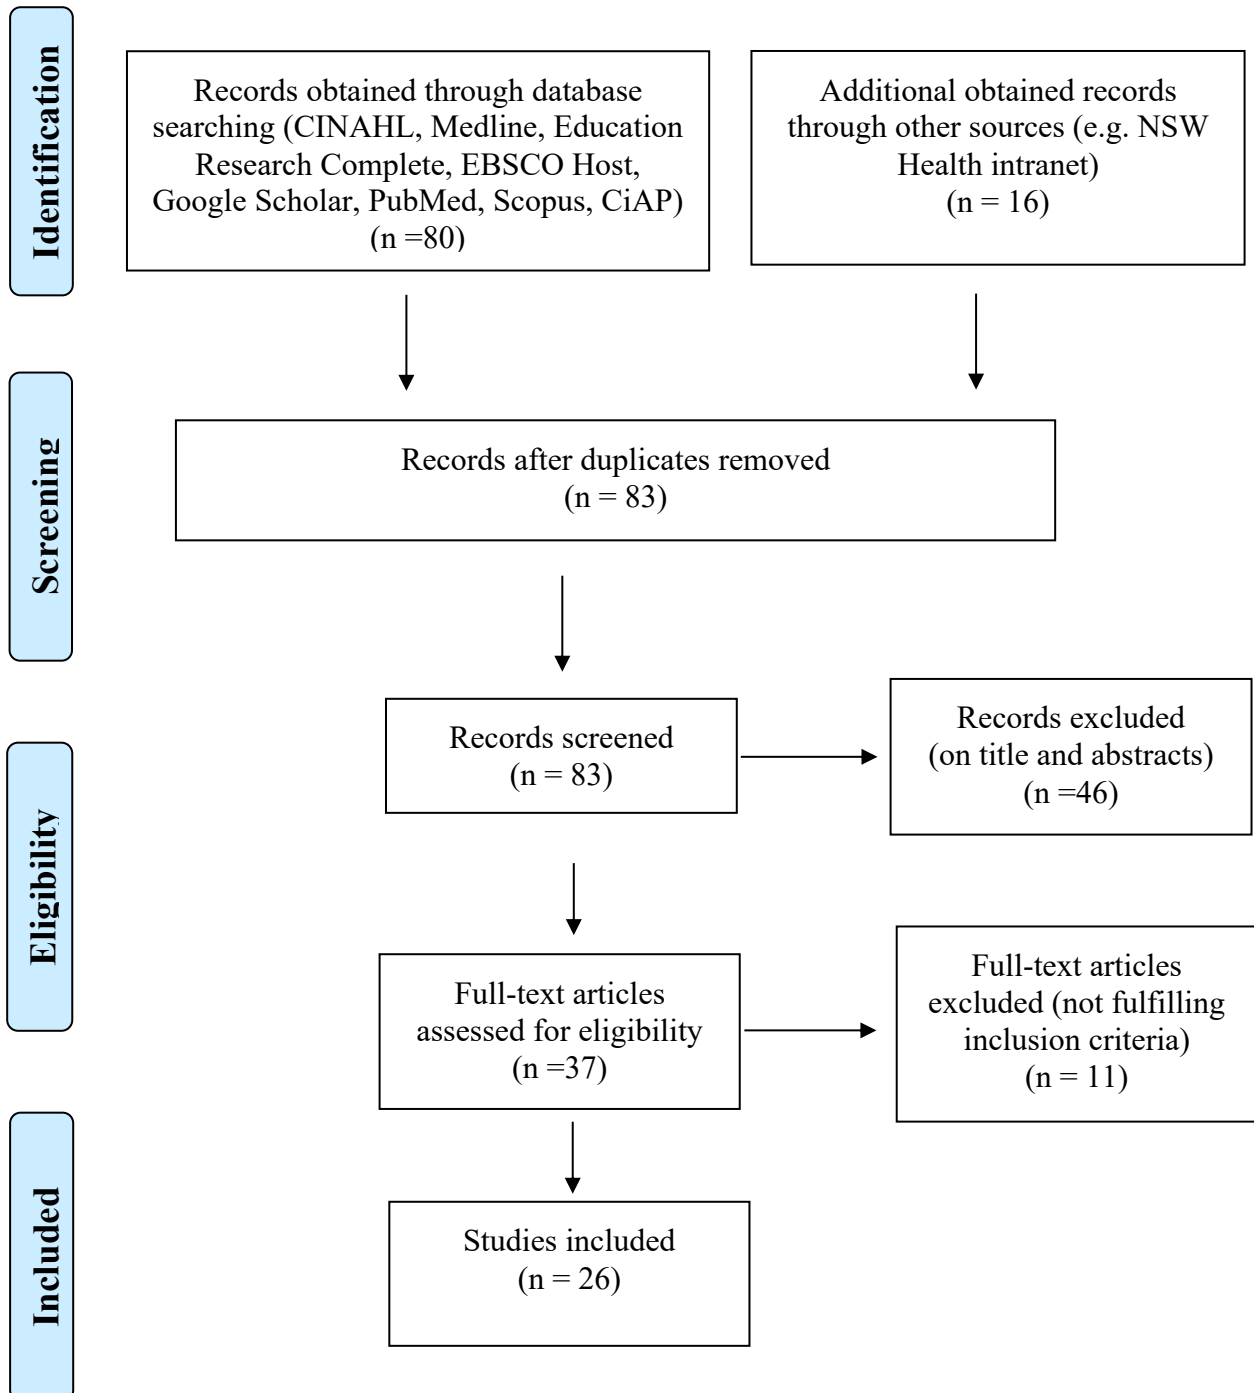 Identification
Records obtained through database
searching (CINAHL, Medline, Education
Research Complete, EBSCO Host,
Google Scholar, PubMed, Scopus, CiAP)
(n =80)
Additional obtained records
through other sources (e.g. NSW
Health intranet)
(n = 16)
Screening
Records after duplicates removed
(n = 83)
Records screened
(n = 83)
Records excluded
(on title and abstracts)
(n =46)
Eligibility
Full-text articles
assessed for eligibility
(n =37)
Full-text articles
excluded (not fulfilling
inclusion criteria)
(n = 11)
Included
Studies included
(n = 26)